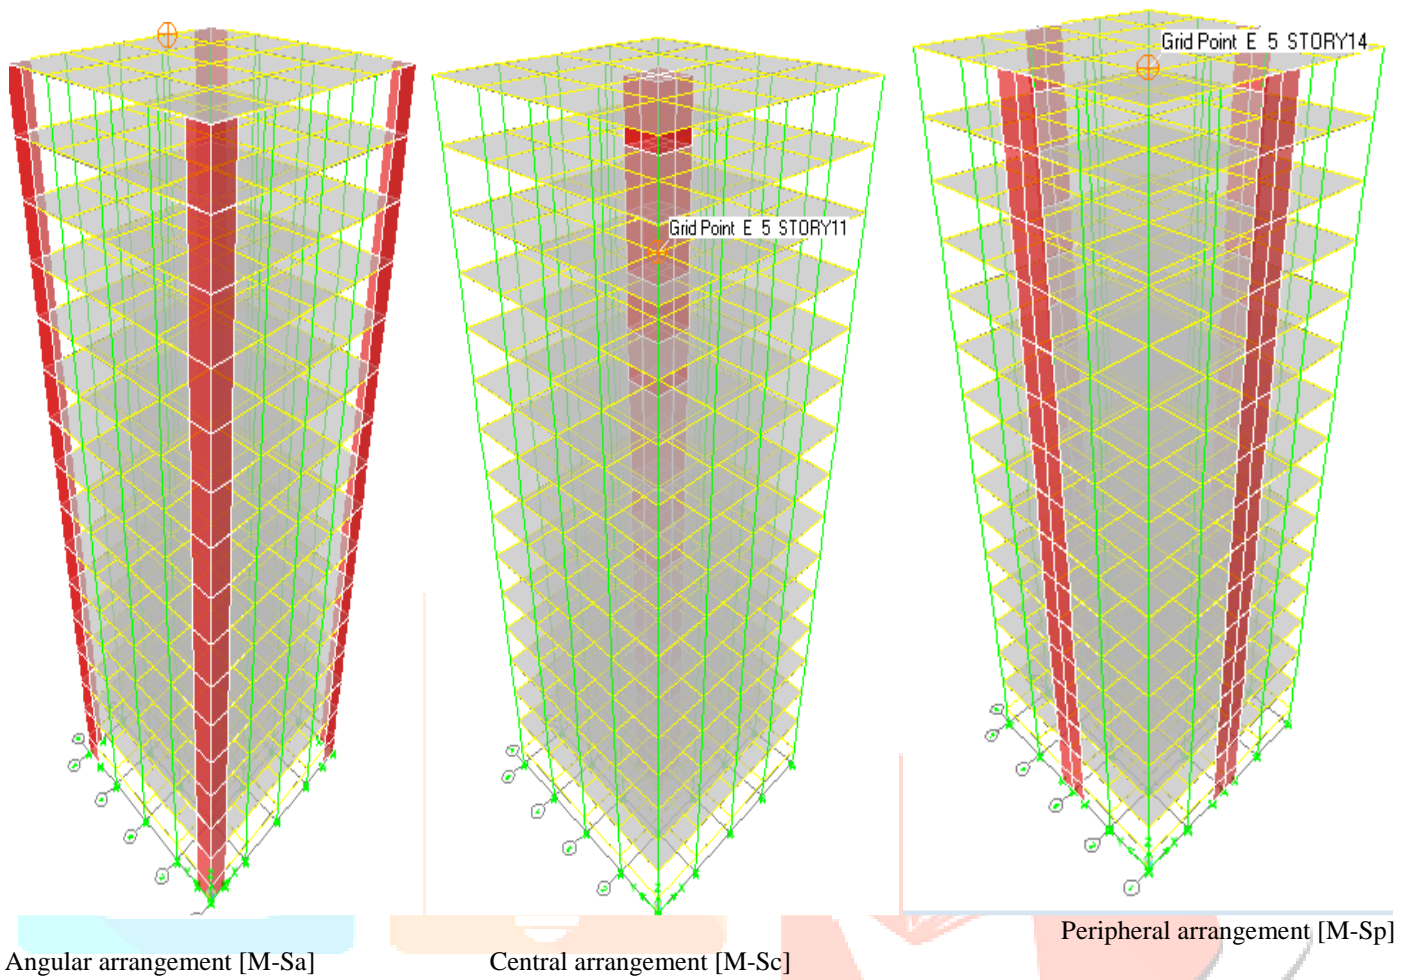 Grid Point E 5 STORY14
Grid Point E 5 STORY11
Peripheral arrangement [M-Sp]
Angular arrangement [M-Sa]
Central arrangement [M-Sc]